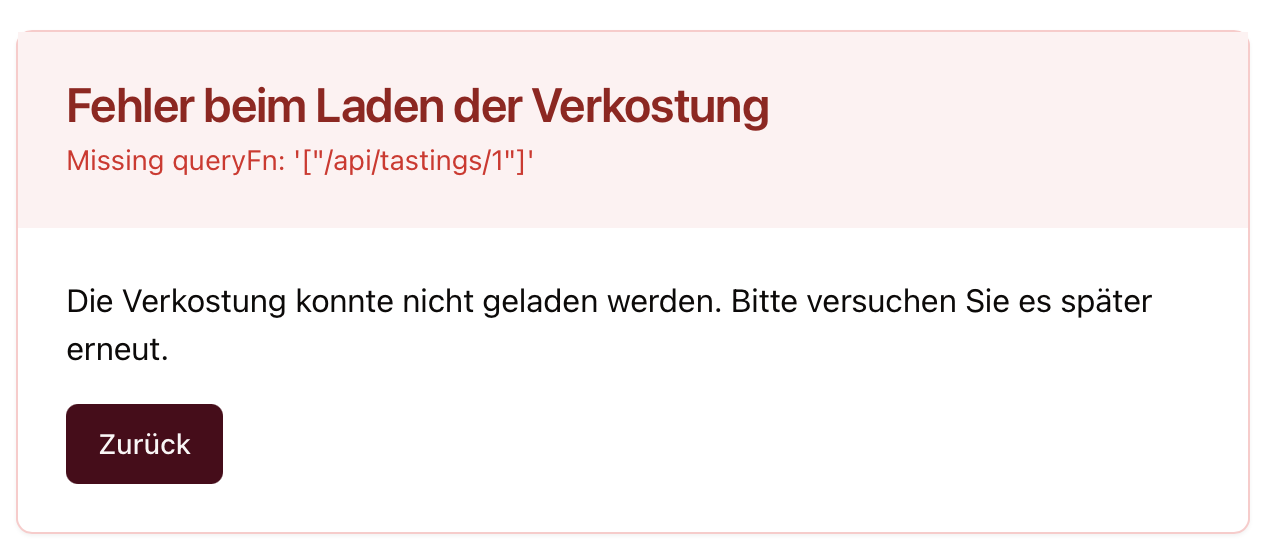 Fehler beim Laden der Verkostung
Missing queryFn: '["/api/tastings/1"]'
Die Verkostung konnte nicht geladen werden. Bitte versuchen Sie es später
erneut.
Zurück